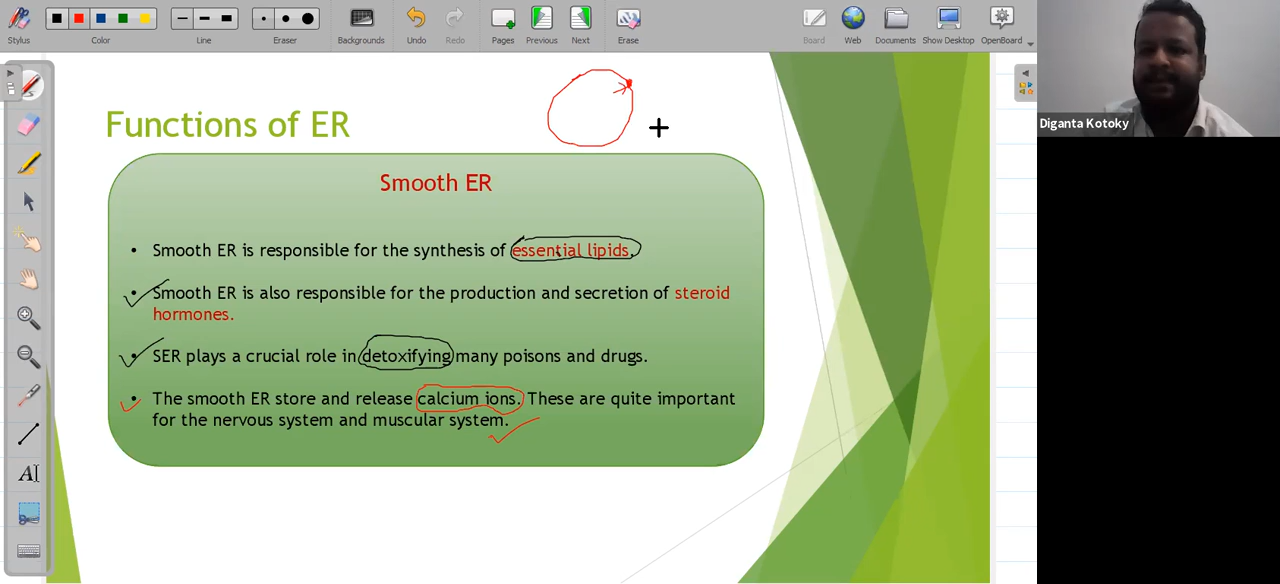 Stylus
Color
Line
Eraser
Backgrounds
Undo
Redo
Pages
Previous
Next
Erase
Board
Web
Documents
Show Desktop
OpenBoard
Diganta Kotoky
Functions of ER
Smooth ER
• Smooth ER is responsible for the synthesis of essential lipids.
• Smooth ER is also responsible for the production and secretion of steroid
hormones.
• SER plays a crucial role in detoxifying many poisons and drugs.
• The smooth ER store and release calcium ions. These are quite important
for the nervous system and muscular system.